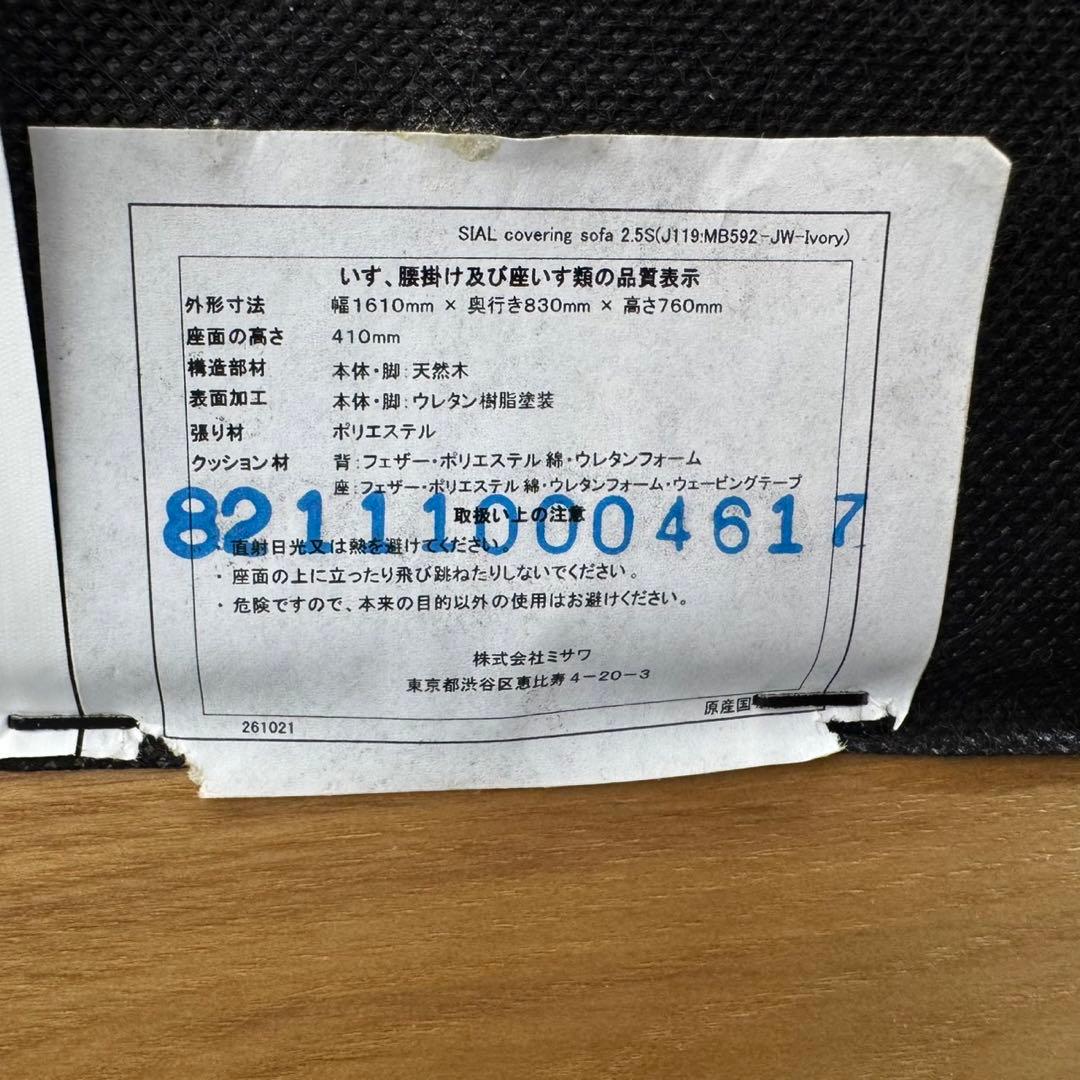 SIAL covering sofa 2.5S(J119:MB592-JW-Ivory)
いす、腰掛け及び座いす類の品質表示
外形寸法 幅1610mm × 奥行き830mm × 高さ760mm
座面の高さ 410mm
構造部材 本体・脚:天然木
表面加工 本体・脚:ウレタン樹脂塗装
張り材 ポリエステル
クッション材 背:フェザー・ポリエステル綿・ウレタンフォーム
座:フェザー・ポリエステル綿・ウレタンフォーム・ウェービングテープ
821110004617
取扱い上の注意
・直射日光又は熱を避けてください。
・座面の上に立ったり飛び跳ねたりしないでください。
・危険ですので、本来の目的以外の使用はお避けください。
株式会社ミサワ
東京都渋谷区恵比寿4-20-3
原産国
261021